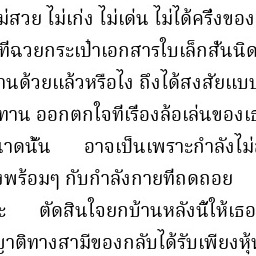 ไม่สวย ไม่เก่ง ไม่เด่น ไม่ได้ครึ่งของ
ที่ฉวยกระเป๋าเอกสารใบเล็กสั้นนิด
านด้วยแล้วหรือไง ถึงได้สงสัยแบบ
ทาน ออกตกใจที่เรื่องล้อเล่นของเธ
นาดนั้น อาจเป็นเพราะกำลังไม่
พร้อมๆ กับกำลังกายที่ถดถอย
ะ ตัดสินใจยกบ้านหลังนี้ให้เธอ
ญาติทางสามีของกลับได้รับเพียงหุ้น